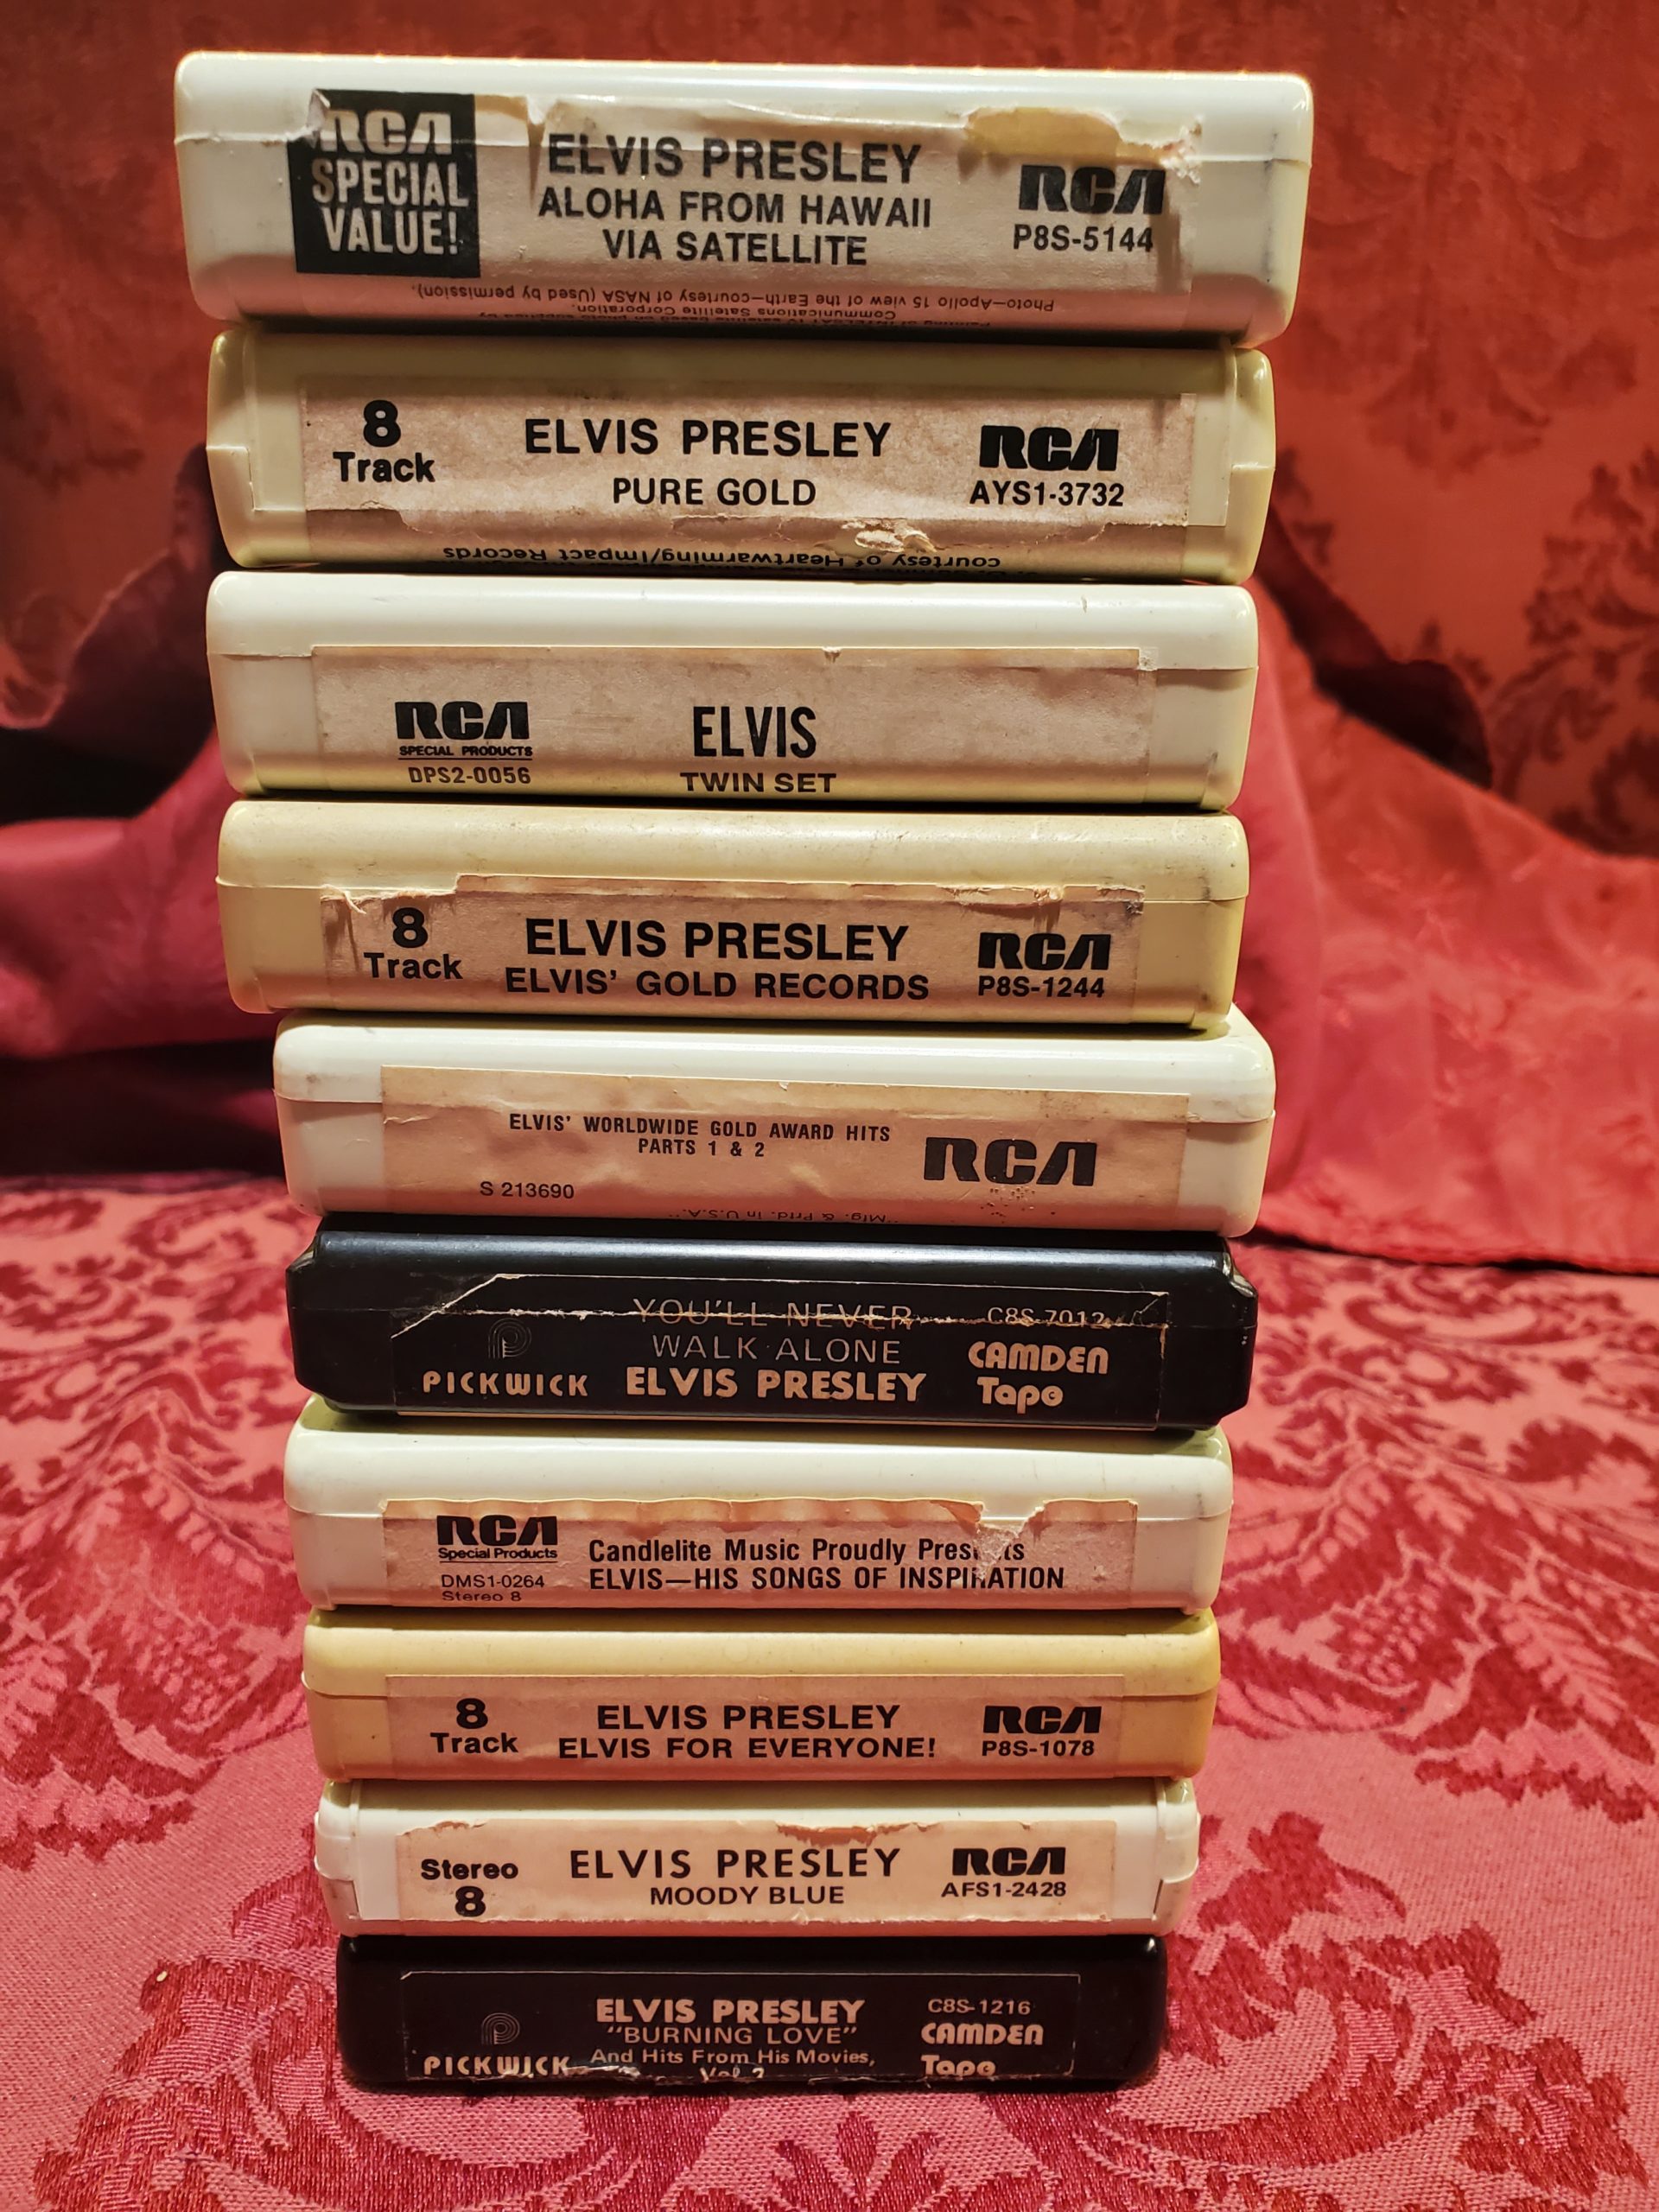 RCA
SPECIAL
VALUE!
ELVIS PRESLEY
ALOHA FROM HAWAII
VIA SATELLITE
RCA
P8S-5144
Photo—Apollo 15 view of the Earth—courtesy of NASA (Used by permission).
Communications Satellite Corporation.
8
Track
ELVIS PRESLEY
PURE GOLD
RCA
AYS1-3732
courtesy of Heartwarming/Impact Records
RCA
SPECIAL PRODUCTS
DPS2-0056
ELVIS
TWIN SET
8
Track
ELVIS PRESLEY
ELVIS' GOLD RECORDS
RCA
P8S-1244
ELVIS' WORLDWIDE GOLD AWARD HITS
PARTS 1 & 2
S 213690
RCA
"Mfg. & Prtd. in U.S.A."
PICKWICK
YOU'LL NEVER
WALK ALONE
ELVIS PRESLEY
C8S-7012
CAMDEN
Tape
RCA
Special Products
DMS1-0264
Stereo 8
Candlelite Music Proudly Presents
ELVIS—HIS SONGS OF INSPIRATION
8
Track
ELVIS PRESLEY
ELVIS FOR EVERYONE!
RCA
P8S-1078
Stereo
8
ELVIS PRESLEY
MOODY BLUE
RCA
AFS1-2428
PICKWICK
ELVIS PRESLEY
"BURNING LOVE"
And Hits From His Movies,
Vol. 2
C8S-1216
CAMDEN
Tape